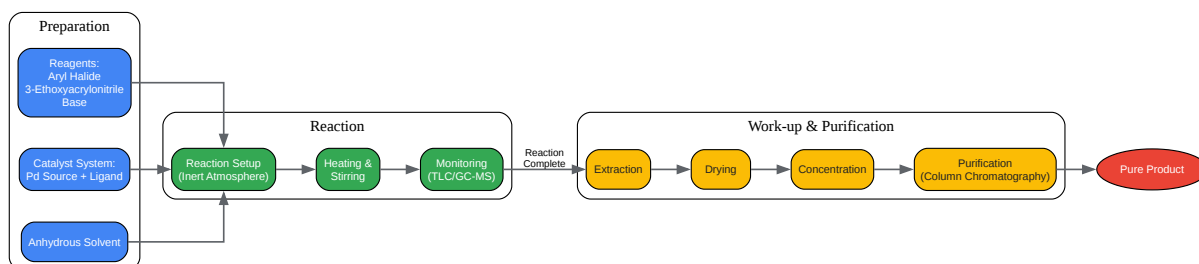 Preparation
Reagents:
Aryl Halide
3-Ethoxyacrylonitrile
Base
Catalyst System:
Pd Source + Ligand
Anhydrous Solvent
Reaction
Reaction Setup
(Inert Atmosphere)
Heating &
Stirring
Monitoring
(TLC/GC-MS)
Reaction
Complete
Work-up & Purification
Extraction
Drying
Concentration
Purification
(Column Chromatography)
Pure Product